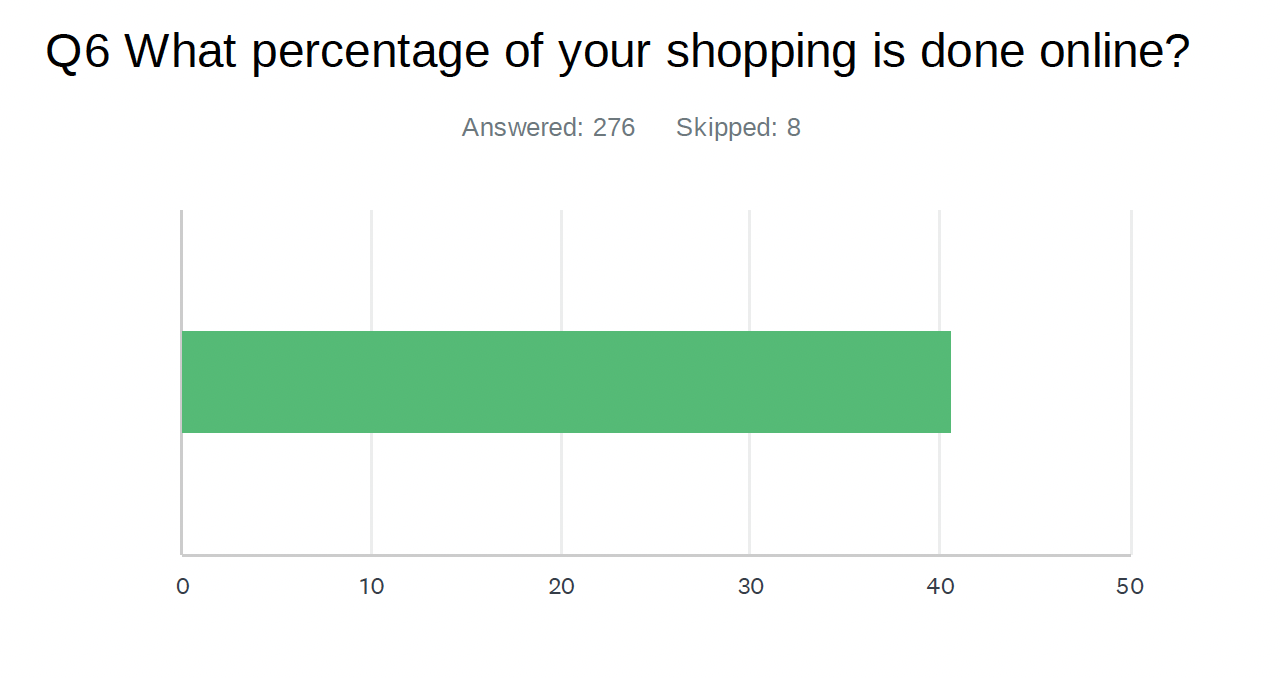 Q6 What percentage of your shopping is done online?
Answered: 276 Skipped: 8
0 10 20 30 40 50